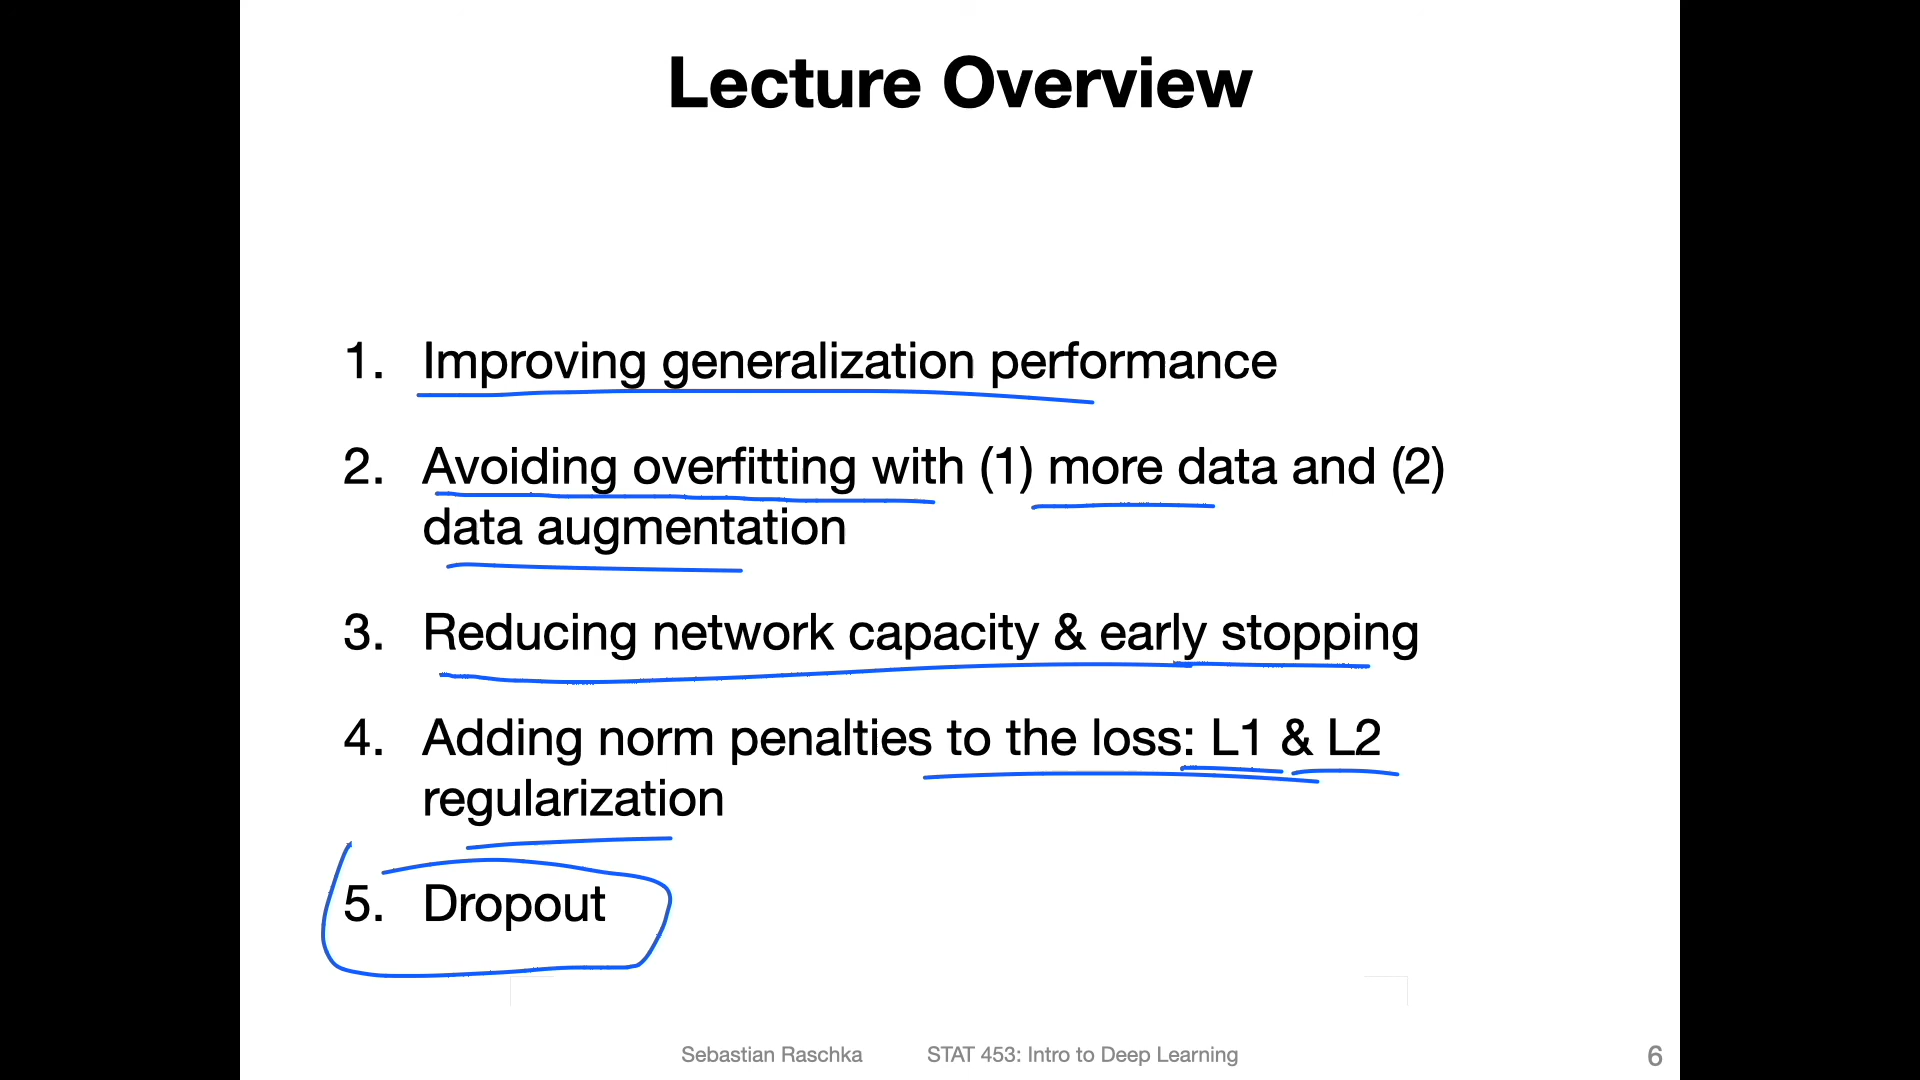 Lecture Overview
1. Improving generalization performance
2. Avoiding overfitting with (1) more data and (2)
data augmentation
3. Reducing network capacity & early stopping
4. Adding norm penalties to the loss: L1 & L2
regularization
5. Dropout
Sebastian Raschka STAT 453: Intro to Deep Learning 6